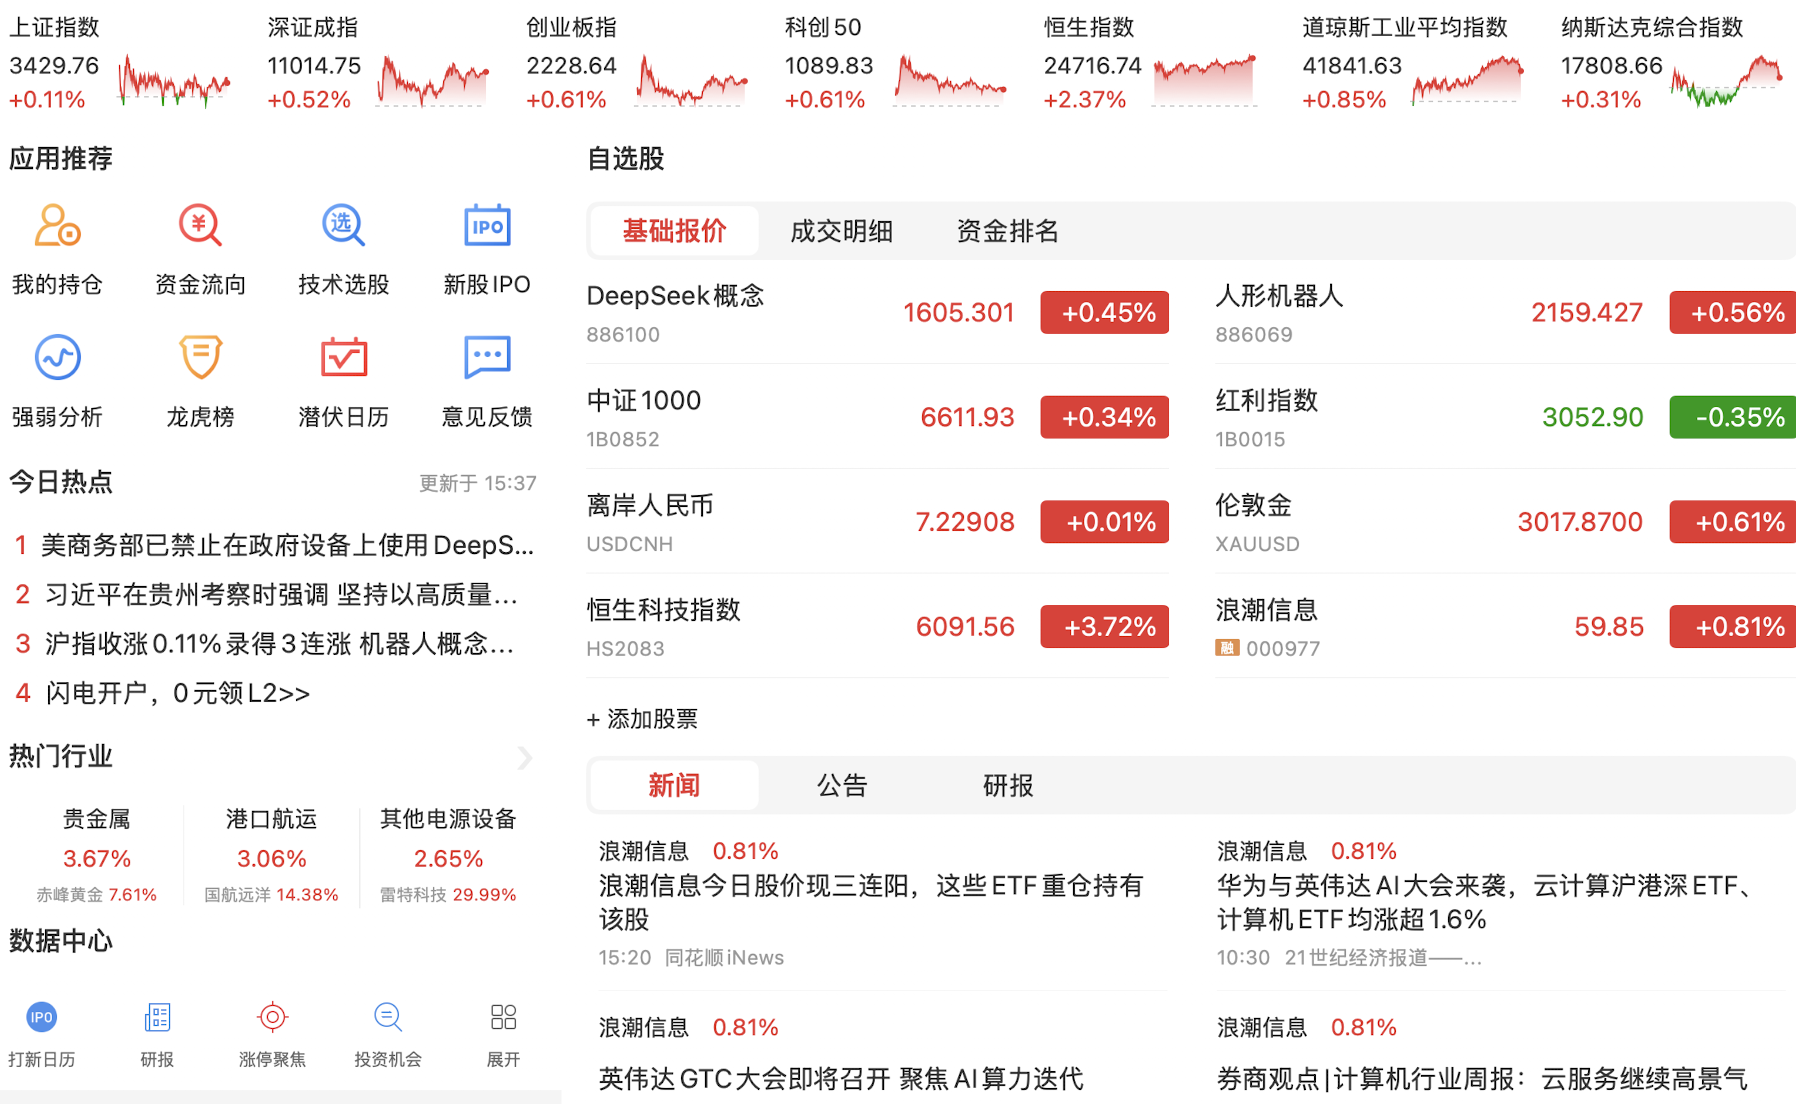 上证指数
3429.76
+0.11%
深证成指
11014.75
+0.52%
创业板指
2228.64
+0.61%
科创50
1089.83
+0.61%
恒生指数
24716.74
+2.37%
道琼斯工业平均指数
41841.63
+0.85%
纳斯达克综合指数
17808.66
+0.31%
应用推荐
¥
选
IPO
我的持仓
资金流向
技术选股
新股IPO
强弱分析
龙虎榜
潜伏日历
意见反馈
今日热点
更新于 15:37
1 美商务部已禁止在政府设备上使用DeepS...
2 习近平在贵州考察时强调 坚持以高质量...
3 沪指收涨0.11%录得3连涨 机器人概念...
4 闪电开户，0元领L2>>
热门行业
贵金属
3.67%
赤峰黄金 7.61%
港口航运
3.06%
国航远洋 14.38%
其他电源设备
2.65%
雷特科技 29.99%
数据中心
IPO
打新日历
研报
涨停聚焦
投资机会
展开
自选股
基础报价
成交明细
资金排名
DeepSeek概念
886100
1605.301
+0.45%
人形机器人
886069
2159.427
+0.56%
中证1000
1B0852
6611.93
+0.34%
红利指数
1B0015
3052.90
-0.35%
离岸人民币
USDCNH
7.22908
+0.01%
伦敦金
XAUUSD
3017.8700
+0.61%
恒生科技指数
HS2083
6091.56
+3.72%
浪潮信息
融 000977
59.85
+0.81%
+ 添加股票
新闻
公告
研报
浪潮信息 0.81%
浪潮信息今日股价现三连阳，这些ETF重仓持有
该股
15:20 同花顺iNews
浪潮信息 0.81%
华为与英伟达AI大会来袭，云计算沪港深ETF、
计算机ETF均涨超1.6%
10:30 21世纪经济报道——...
浪潮信息 0.81%
英伟达GTC大会即将召开 聚焦AI算力迭代
浪潮信息 0.81%
券商观点|计算机行业周报：云服务继续高景气